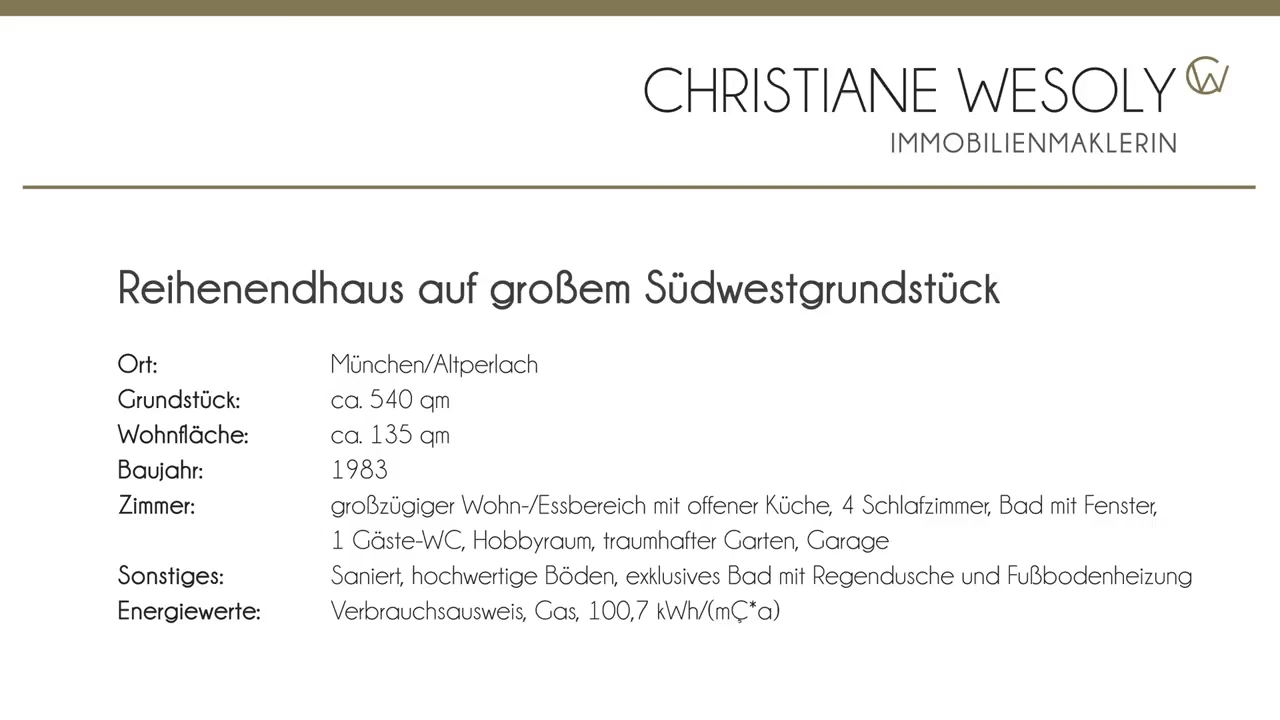 CHRISTIANE WESOLY CW
IMMOBILIENMAKLERIN
Reihenendhaus auf großem Südwestgrundstück
Ort: München/Altperlach
Grundstück: ca. 540 qm
Wohnfläche: ca. 135 qm
Baujahr: 1983
Zimmer: großzügiger Wohn-/Essbereich mit offener Küche, 4 Schlafzimmer, Bad mit Fenster,
1 Gäste-WC, Hobbyraum, traumhafter Garten, Garage
Sonstiges: Saniert, hochwertige Böden, exklusives Bad mit Regendusche und Fußbodenheizung
Energiewerte: Verbrauchsausweis, Gas, 100,7 kWh/(mÇ*a)